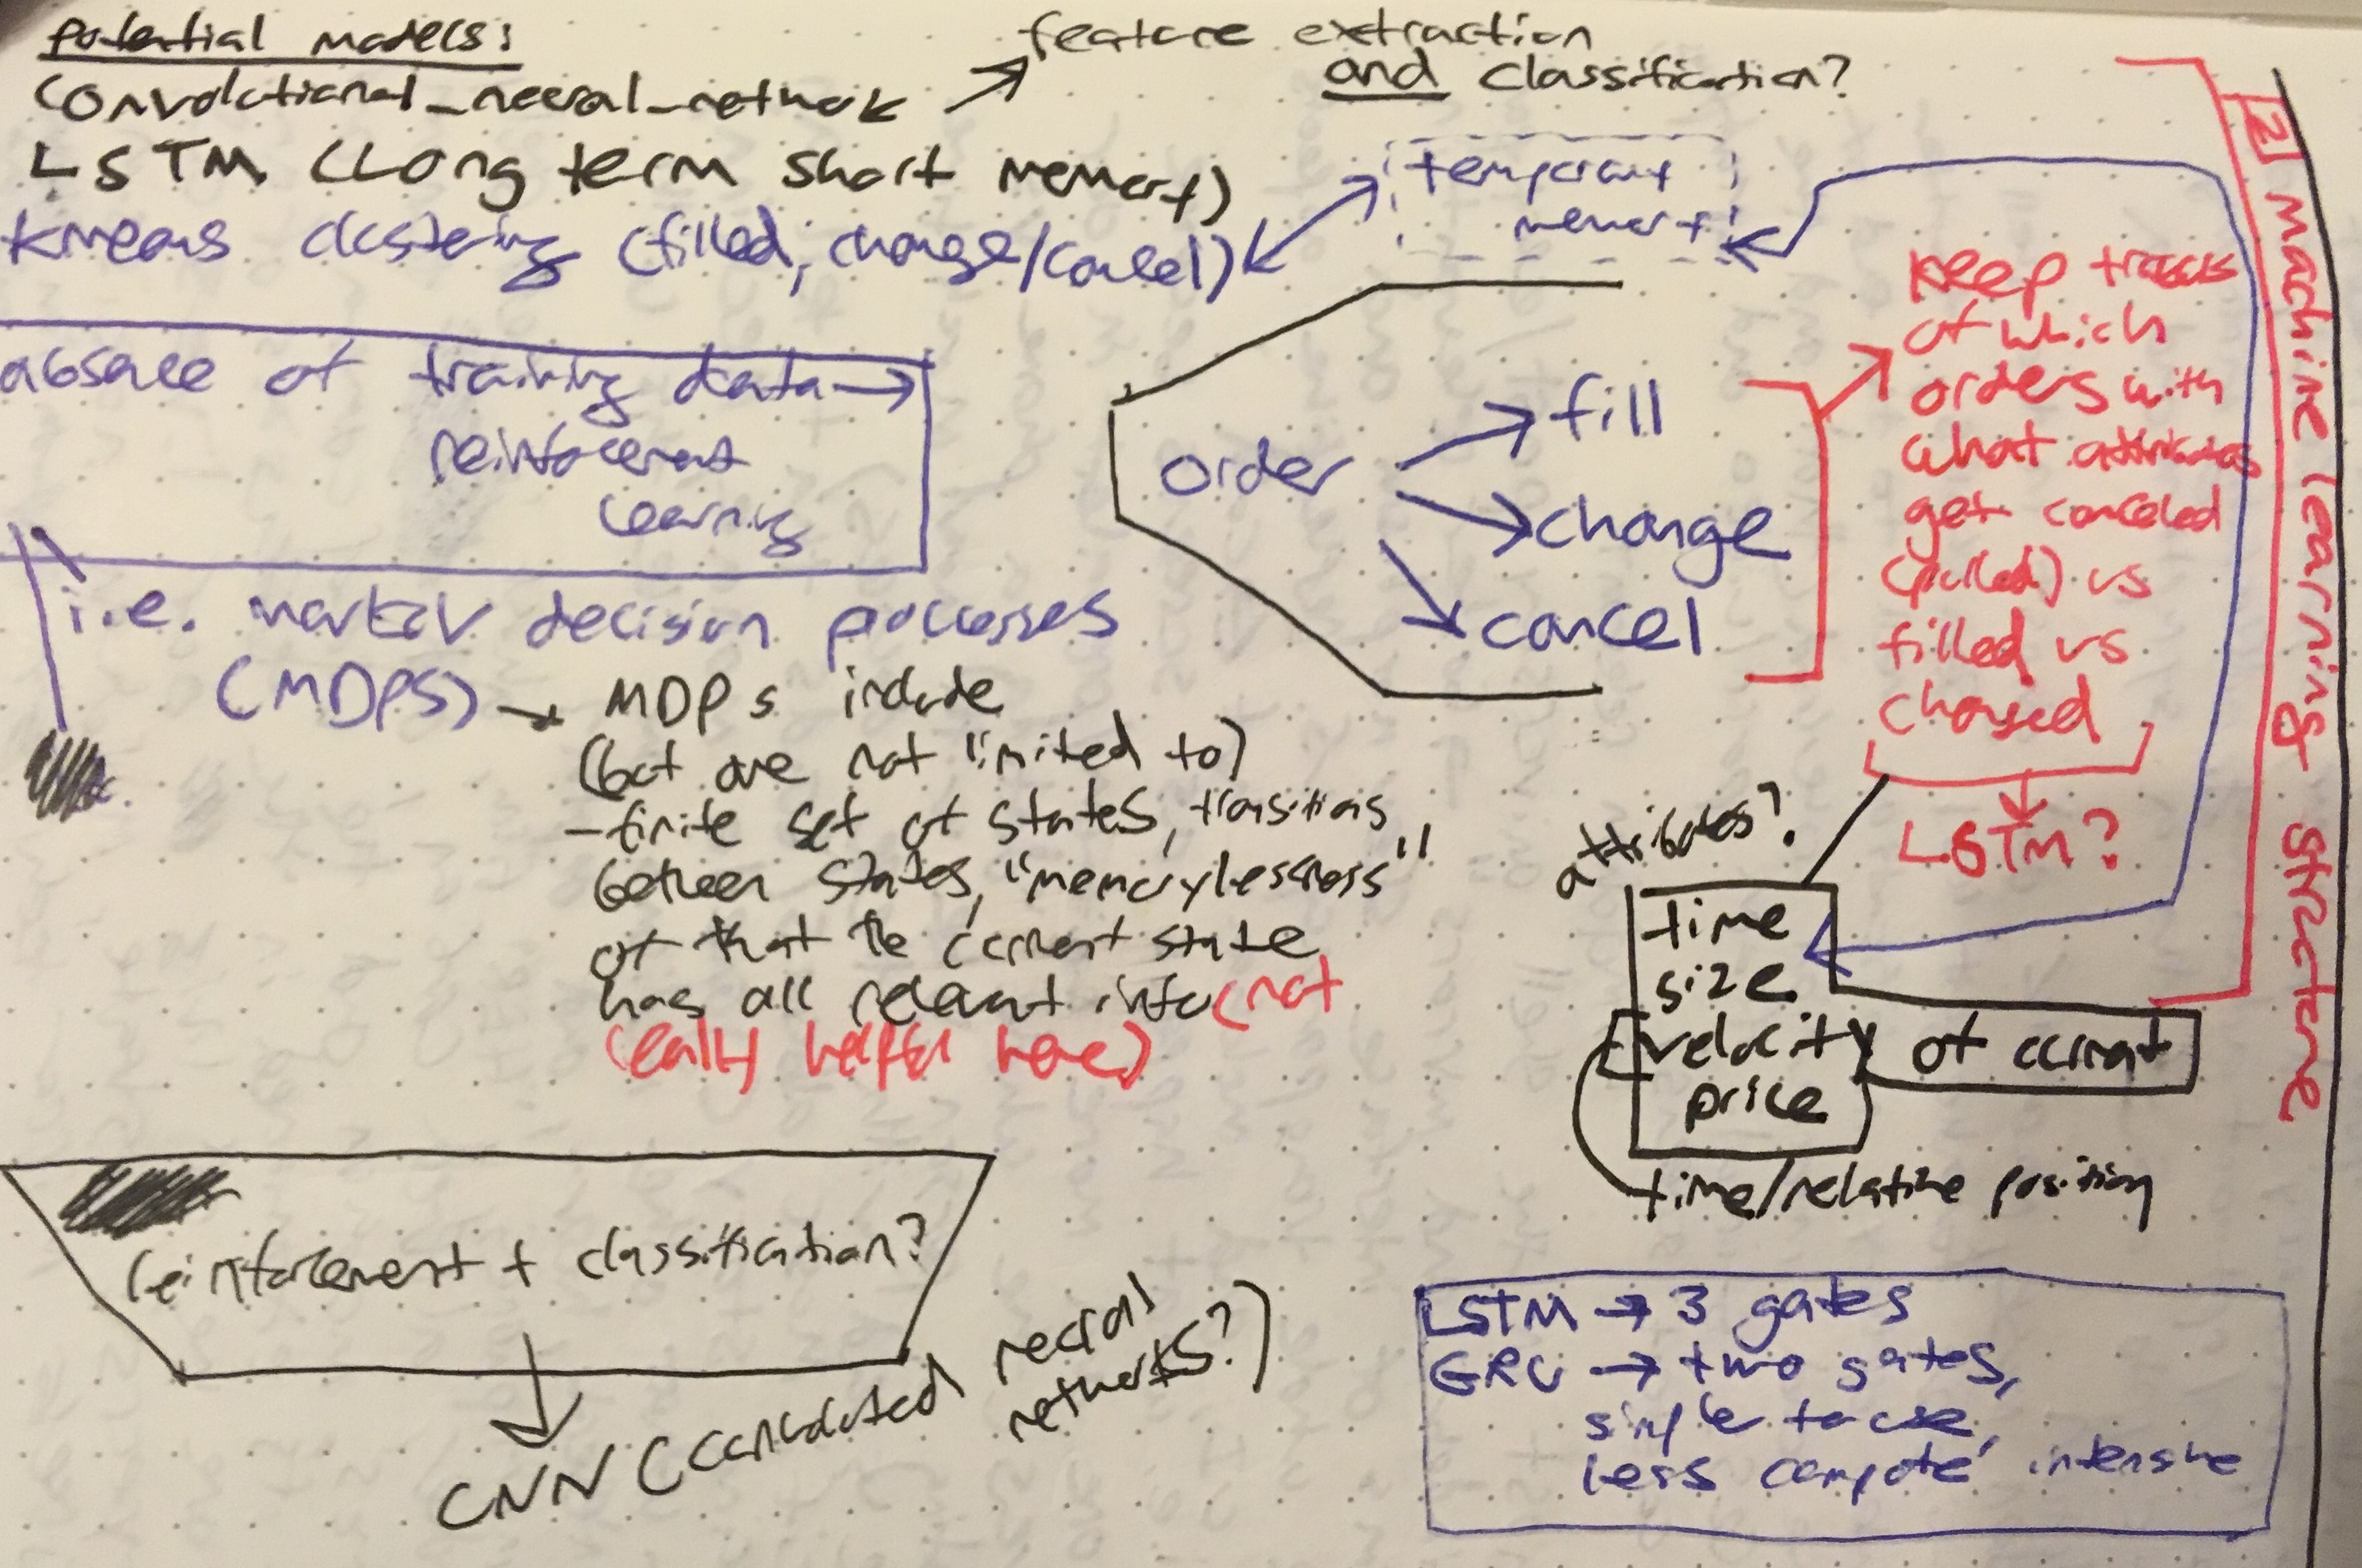 potential models:
convolutional_neural_network
feature extraction
and classification?
LSTM (Long term short memory)
kmeans clustering (filled, change/cancel)
temporary
memory
absence of training data →
reinforcement
learning
i.e. markov decision processes
(MDPS) → MDPs include
(but are not limited to)
- finite set of states, transitions
between states, "memorylessness"
or that the current state
has all relevant info (not
really helpful here)
reinforcement + classification?
CNN (convoluted neural
networks?)
order
fill
change
cancel
keep track
of which
orders with
what attributes
get canceled
(pulled) vs
filled vs
changed
LSTM?
attributes?
time
size
velocity of current
price
time/relative position
LSTM → 3 gates
GRU → two gates,
simple to use,
less compute intensive
2 machine learning structure